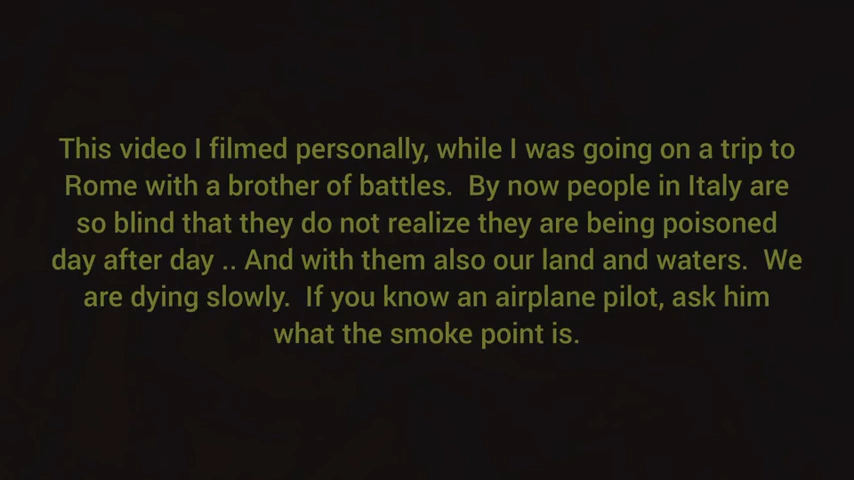 This video I filmed personally, while I was going on a trip to
Rome with a brother of battles.  By now people in Italy are
so blind that they do not realize they are being poisoned
day after day .. And with them also our land and waters.  We
are dying slowly.  If you know an airplane pilot, ask him
what the smoke point is.